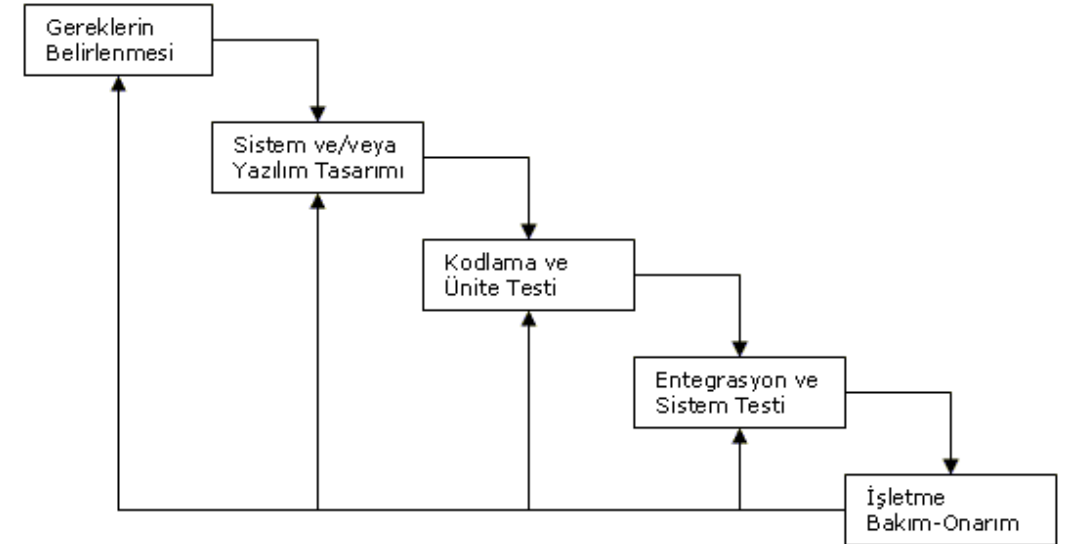 Gereklerin
Belirlenmesi
Sistem ve/veya
Yazılım Tasarımı
Kodlama ve
Ünite Testi
Entegrasyon ve
Sistem Testi
İşletme
Bakım-Onarım